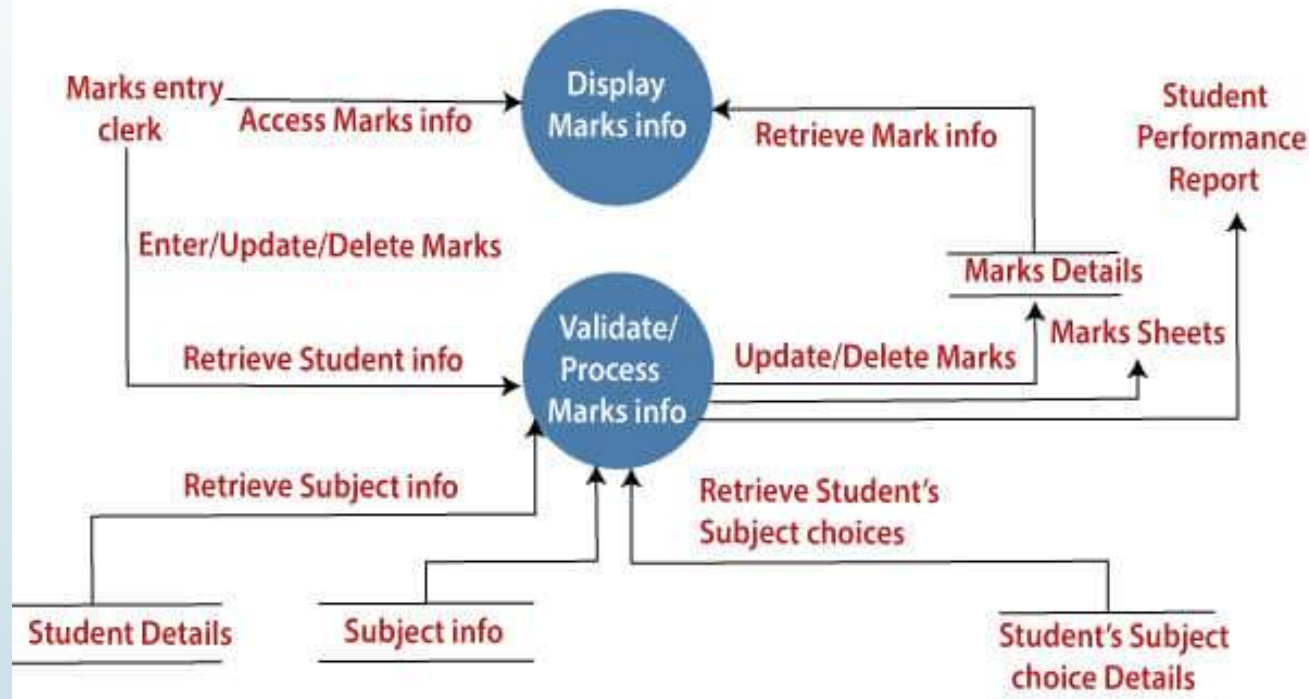 Marks entry
clerk
Access Marks info
Display
Marks info
Retrieve Mark info
Student
Performance
Report
Enter/Update/Delete Marks
Marks Details
Retrieve Student info
Validate/
Process
Marks info
Update/Delete Marks
Marks Sheets
Retrieve Subject info
Retrieve Student's
Subject choices
Student Details
Subject info
Student's Subject
choice Details